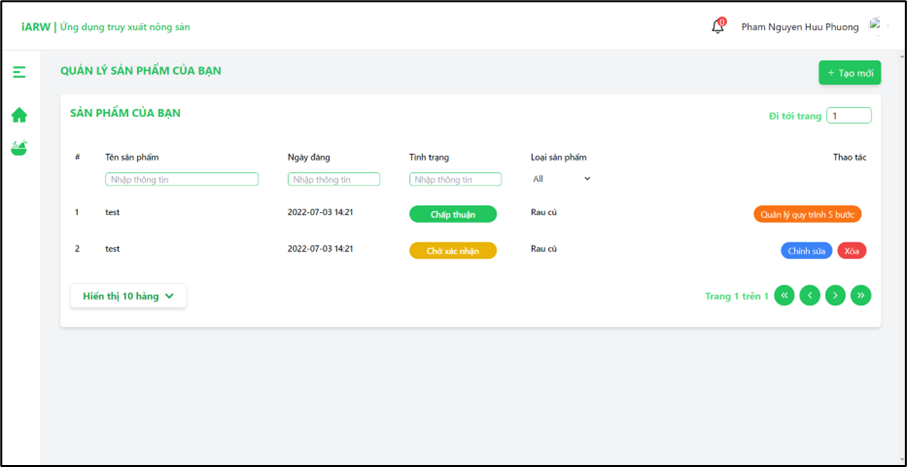 iARW | Ứng dụng truy xuất nông sản
0
Pham Nguyen Huu Phuong
QUẢN LÝ SẢN PHẨM CỦA BẠN
+ Tạo mới
SẢN PHẨM CỦA BẠN
Đi tới trang 1
# Tên sản phẩm Ngày đăng Tình trạng Loại sản phẩm Thao tác
Nhập thông tin Nhập thông tin Nhập thông tin All
1 test 2022-07-03 14:21 Chấp thuận Rau củ Quản lý quy trình 5 bước
2 test 2022-07-03 14:21 Chờ xác nhận Rau củ Chỉnh sửa Xóa
Hiển thị 10 hàng Trang 1 trên 1 « ‹ › »